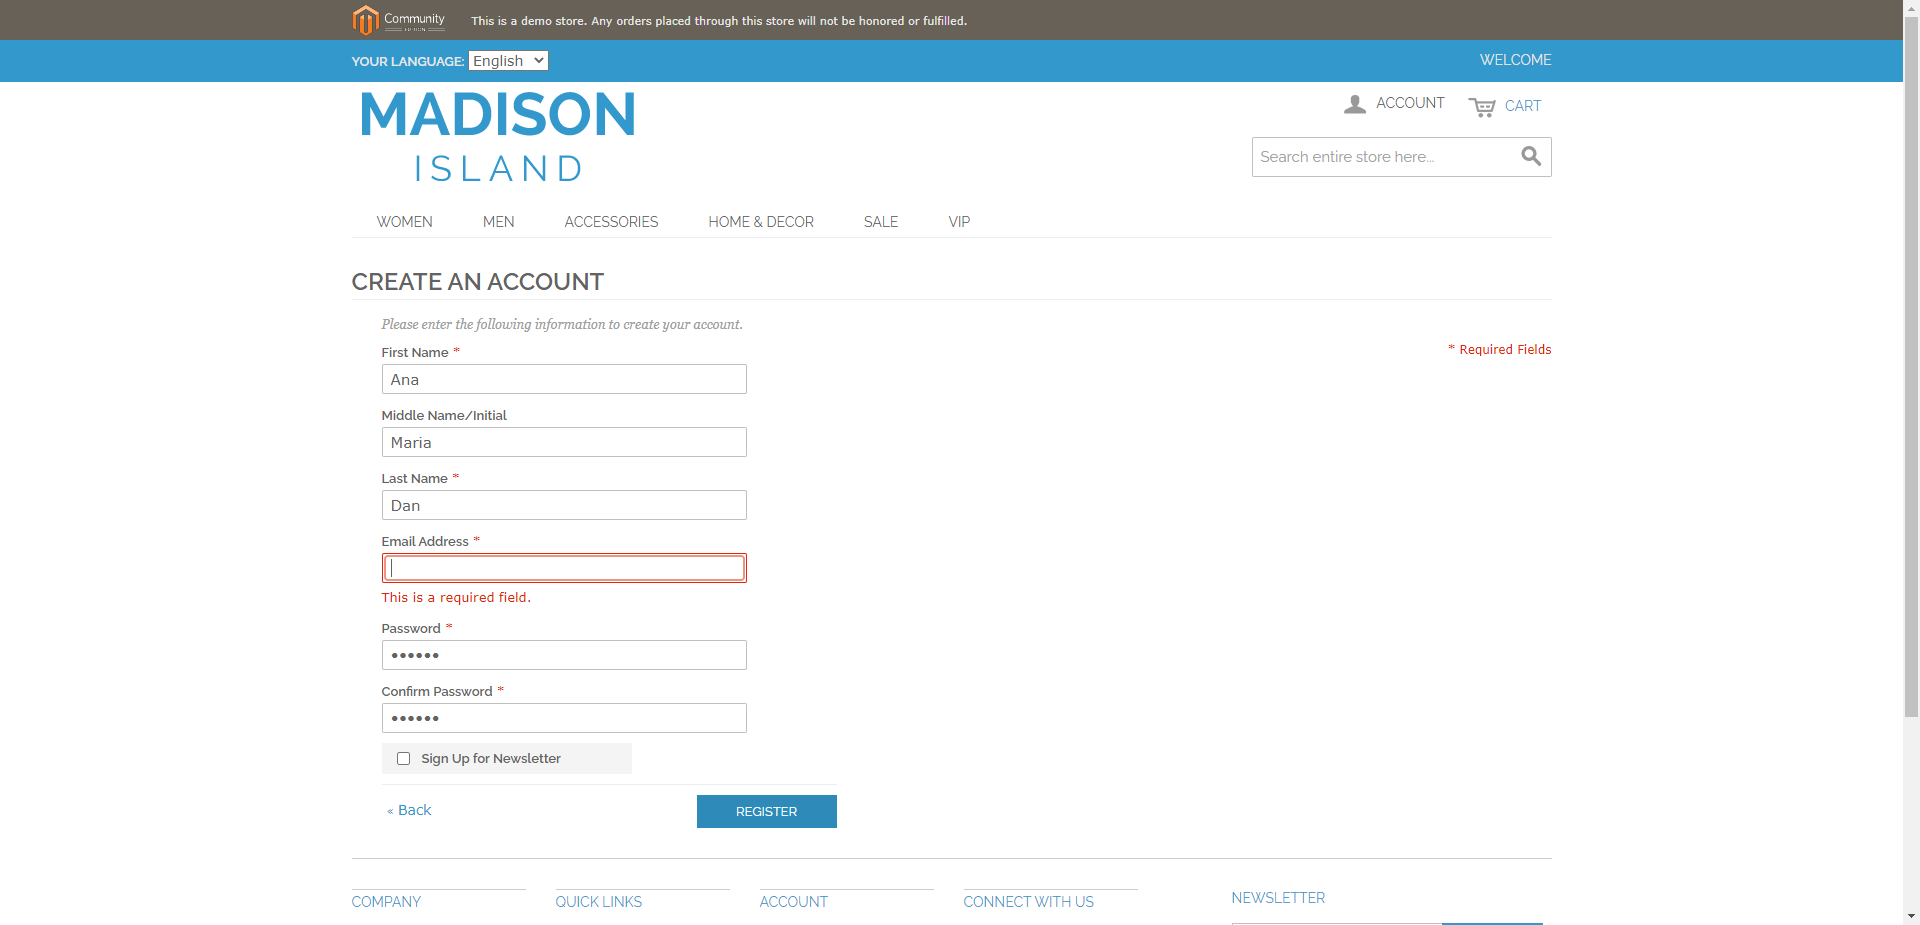 Community
EDITION
This is a demo store. Any orders placed through this store will not be honored or fulfilled.
YOUR LANGUAGE: English
WELCOME
MADISON
ISLAND
ACCOUNT
CART
Search entire store here...
WOMEN MEN ACCESSORIES HOME & DECOR SALE VIP
CREATE AN ACCOUNT
Please enter the following information to create your account.
* Required Fields
First Name *
Ana
Middle Name/Initial
Maria
Last Name *
Dan
Email Address *
This is a required field.
Password *
••••••
Confirm Password *
••••••
Sign Up for Newsletter
« Back
REGISTER
COMPANY QUICK LINKS ACCOUNT CONNECT WITH US NEWSLETTER